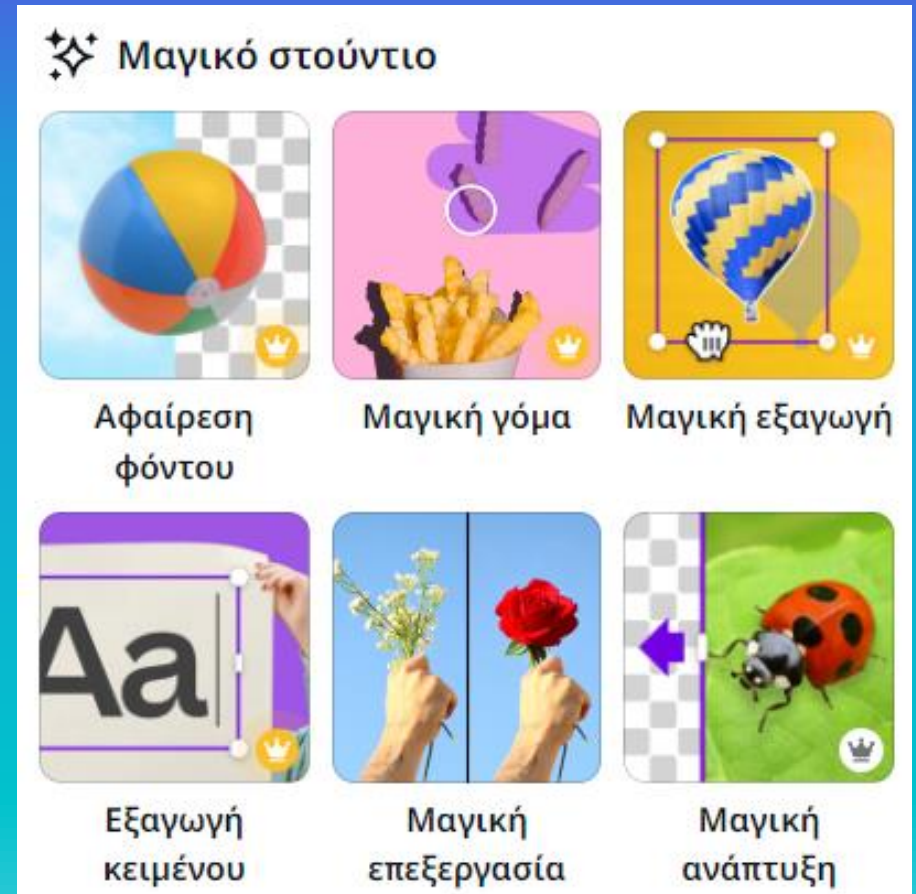 Μαγικό στούντιο
Αφαίρεση φόντου
Μαγική γόμα
Μαγική εξαγωγή
Aa
Εξαγωγή κειμένου
Μαγική επεξεργασία
Μαγική ανάπτυξη